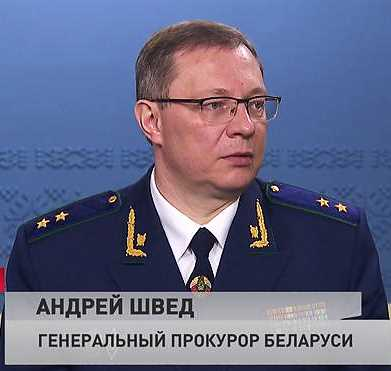 АНДРЕЙ ШВЕД
ГЕНЕРАЛЬНЫЙ ПРОКУРОР БЕЛАРУСИ